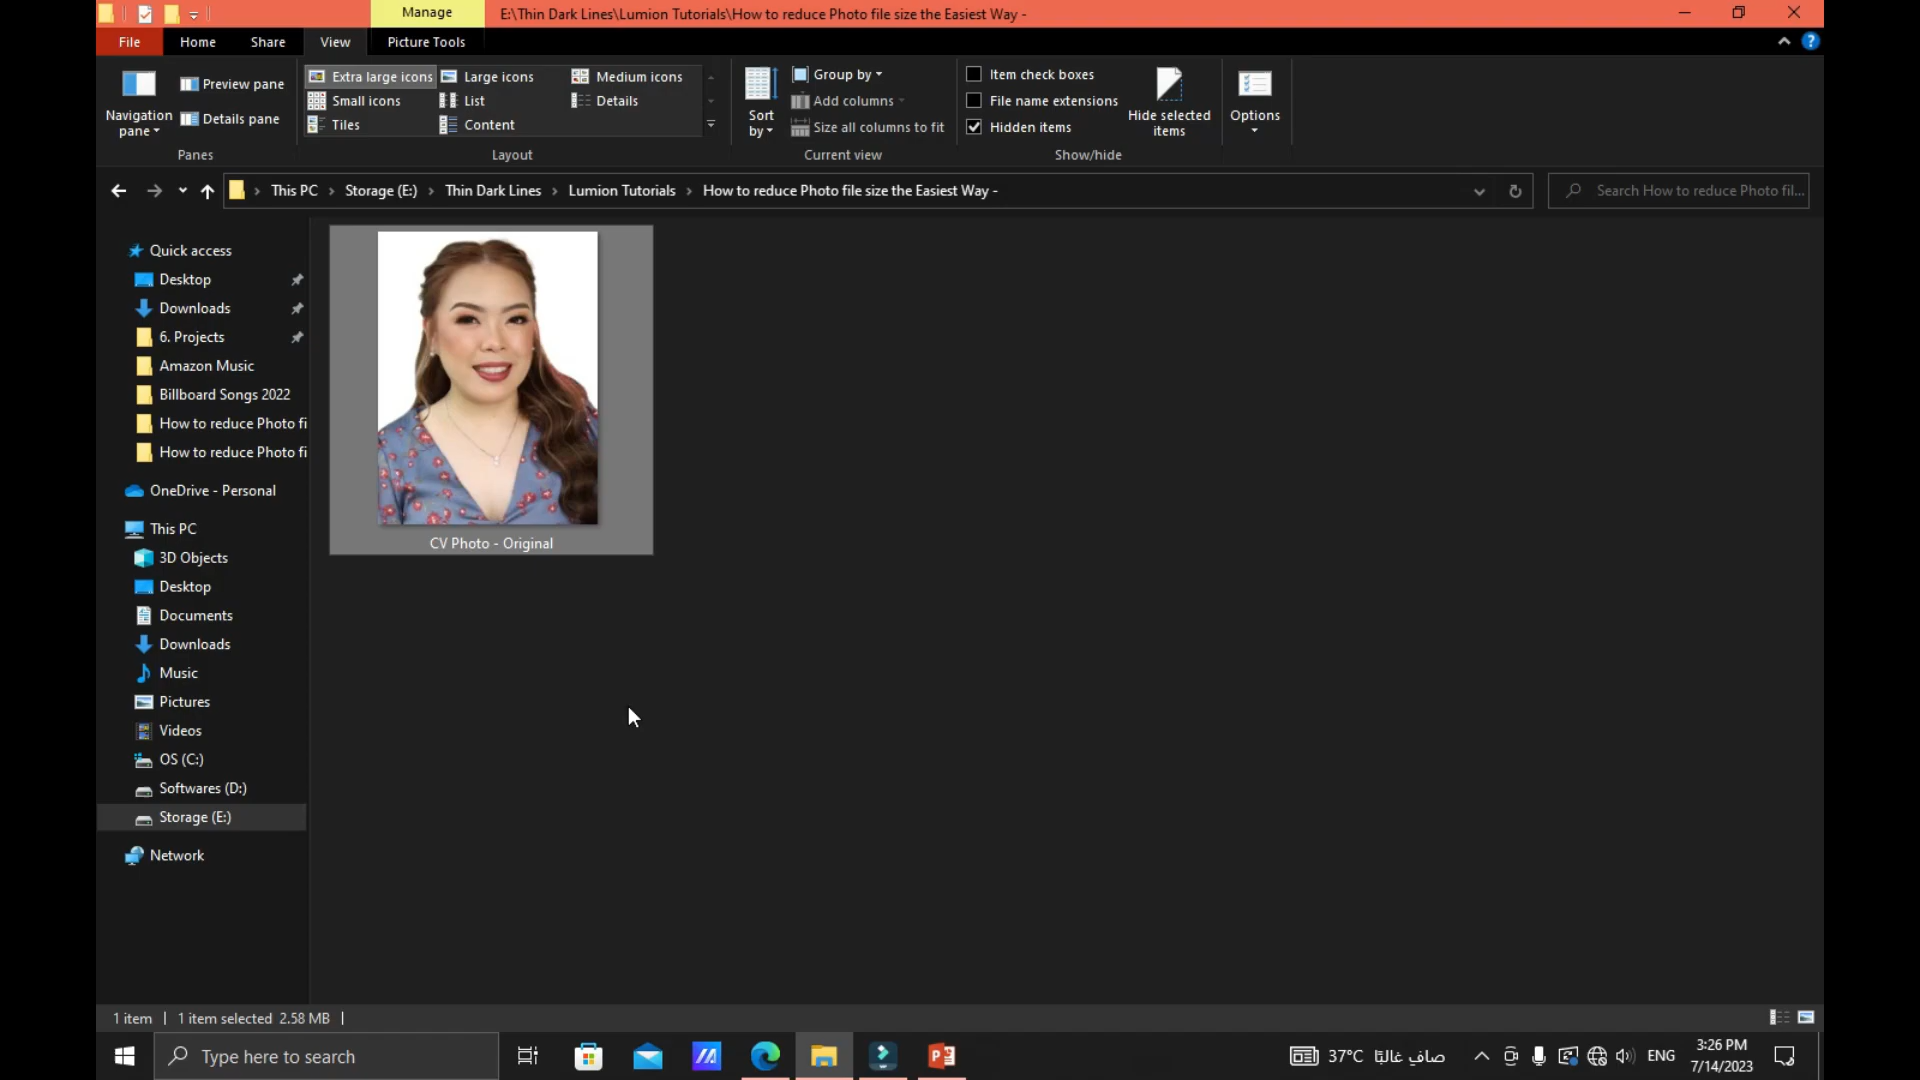 Manage
E:\Thin Dark Lines\Lumion Tutorials\How to reduce Photo file size the Easiest Way -
File Home Share View Picture Tools
Navigation pane
Preview pane
Details pane
Panes
Extra large icons Large icons Medium icons
Small icons List Details
Tiles Content
Layout
Sort by
Group by
Add columns
Size all columns to fit
Current view
Item check boxes
File name extensions
Hidden items
Hide selected items
Show/hide
Options
This PC Storage (E:) Thin Dark Lines Lumion Tutorials How to reduce Photo file size the Easiest Way -
Search How to reduce Photo fil...
Quick access
Desktop
Downloads
6. Projects
Amazon Music
Billboard Songs 2022
How to reduce Photo fi
How to reduce Photo fi
OneDrive - Personal
This PC
3D Objects
Desktop
Documents
Downloads
Music
Pictures
Videos
OS (C:)
Softwares (D:)
Storage (E:)
Network
CV Photo - Original
1 item 1 item selected 2.58 MB
Type here to search
37°C صافٍ غالبًا
ENG
3:26 PM
7/14/2023